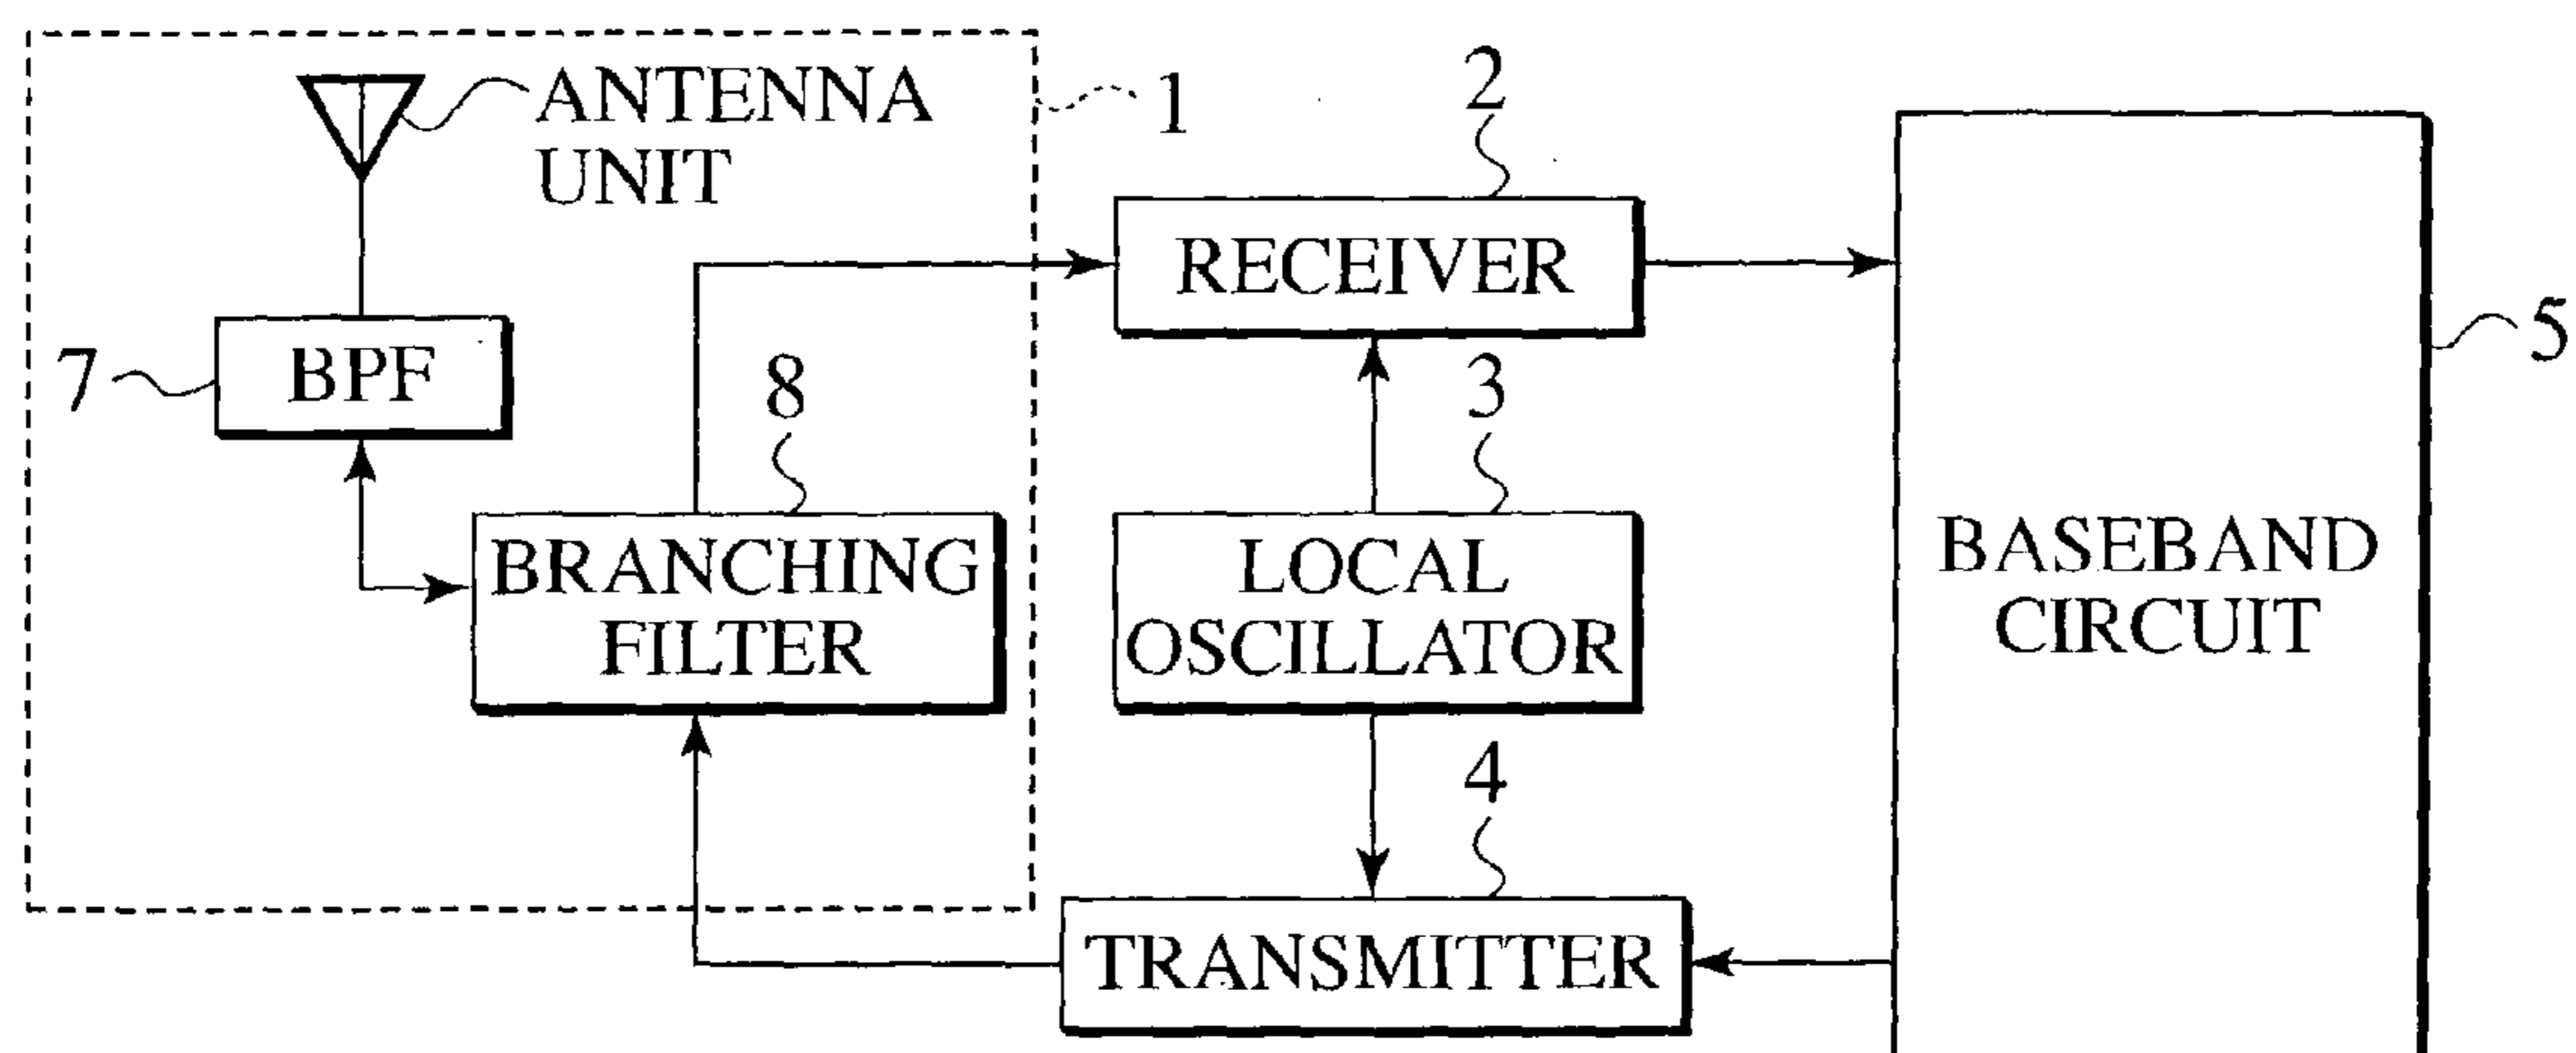 ANTENNA
UNIT
1
2
RECEIVER
5
7
BPF
8
3
BRANCHING
FILTER
LOCAL
OSCILLATOR
BASEBAND
CIRCUIT
4
TRANSMITTER